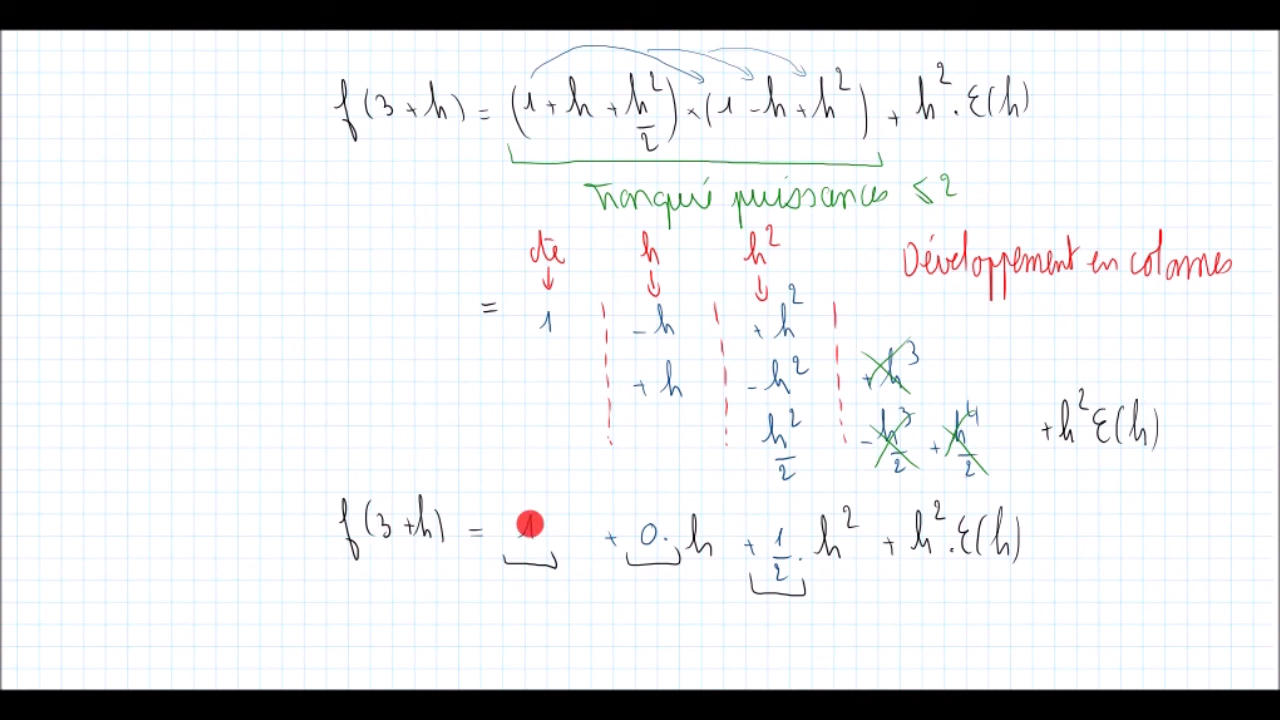 f(3+h) = (1 + h + h²/2) × (1 - h + h²) + h².ε(h)
Tronqué puissances ≤ 2
cte h h² Développement en colonnes
= 1 - h + h²
+ h - h² + h³
h²/2 - h³/2 + h⁴/2 + h² ε(h)
f(3+h) = 1 + 0. h + 1/2. h² + h².ε(h)